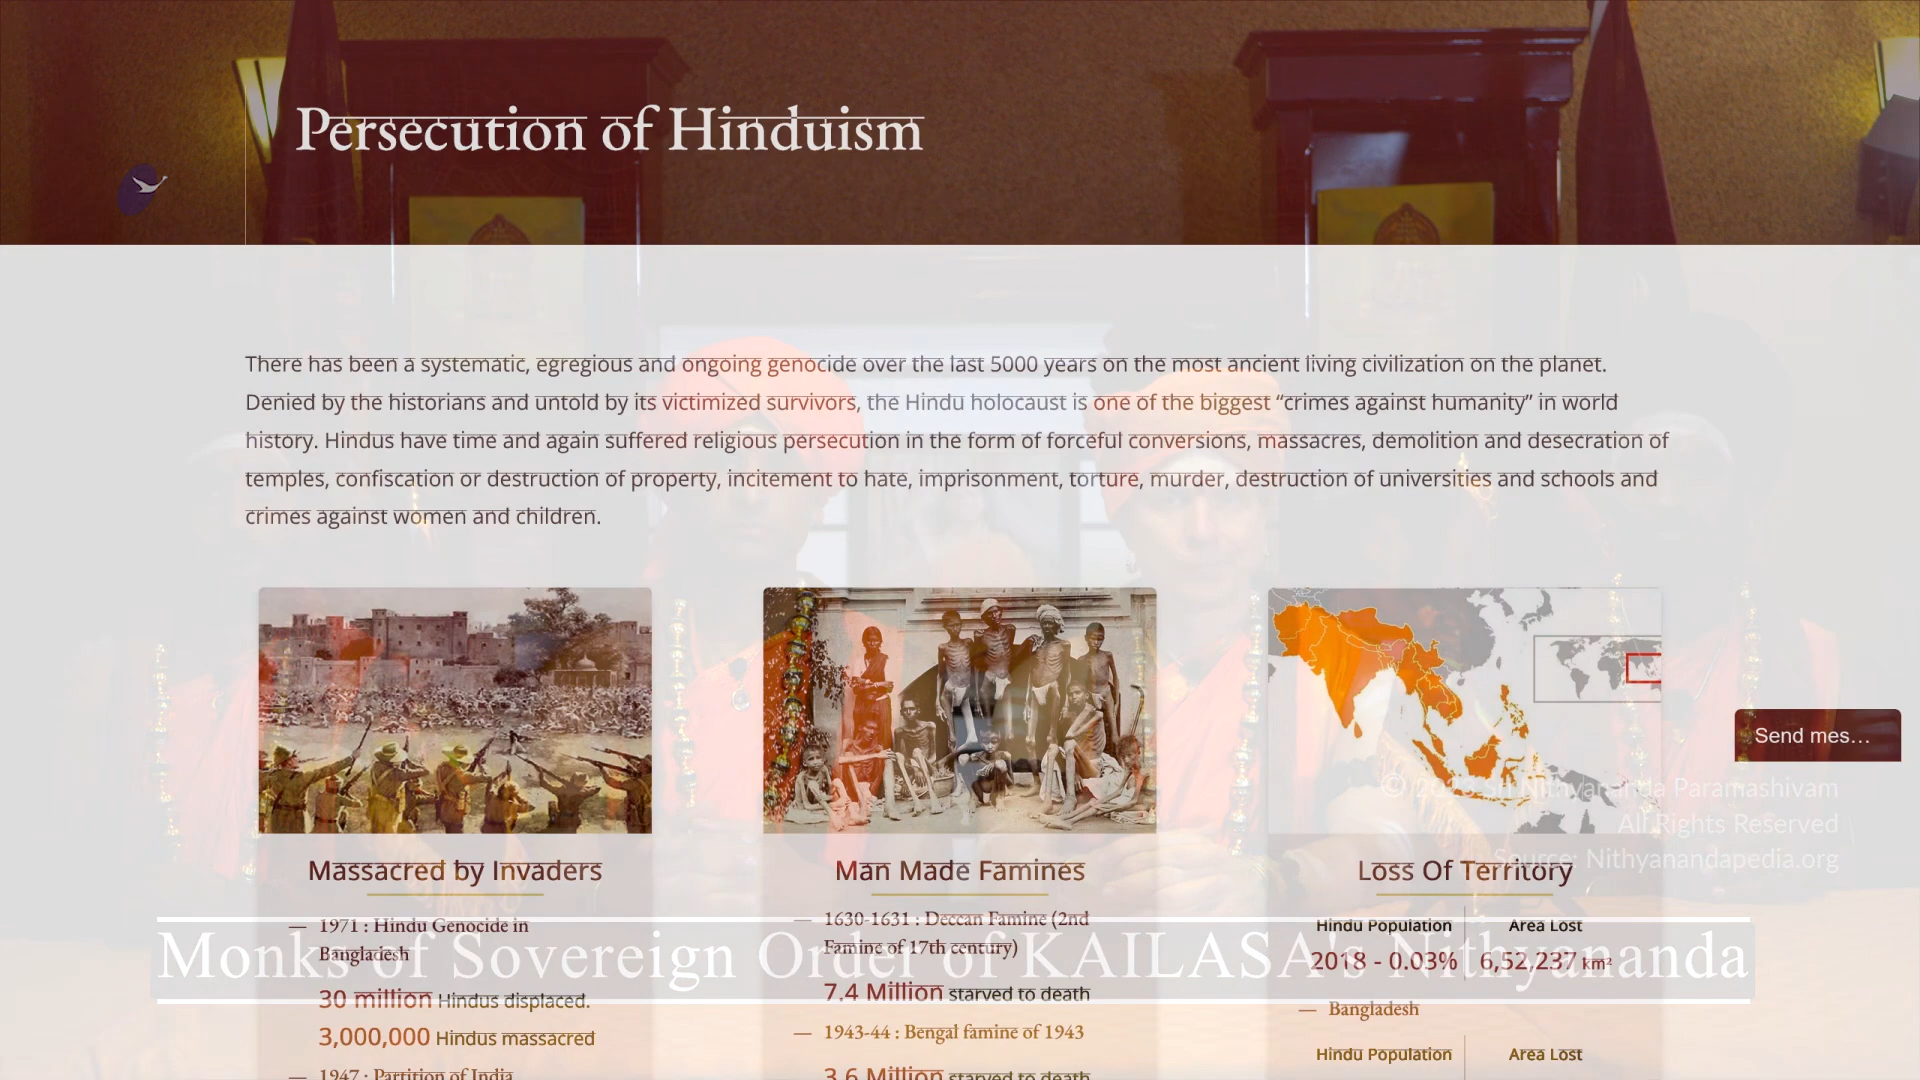 Persecution of Hinduism
There has been a systematic, egregious and ongoing genocide over the last 5000 years on the most ancient living civilization on the planet.
Denied by the historians and untold by its victimized survivors, the Hindu holocaust is one of the biggest “crimes against humanity” in world
history. Hindus have time and again suffered religious persecution in the form of forceful conversions, massacres, demolition and desecration of
temples, confiscation or destruction of property, incitement to hate, imprisonment, torture, murder, destruction of universities and schools and
crimes against women and children.
Send mes…
© Sri Nithyananda Paramashivam
All Rights Reserved
Source: Nithyanandapedia.org
Massacred by Invaders
— 1971 : Hindu Genocide in
Bangladesh
30 million Hindus displaced.
3,000,000 Hindus massacred
— 1947 : Partition of India
Man Made Famines
— 1630-1631 : Deccan Famine (2nd
Famine of 17th century)
7.4 Million starved to death
— 1943-44 : Bengal famine of 1943
3.6 Million starved to death
Loss Of Territory
Hindu Population Area Lost
2018 - 0.03% 6,52,237 km²
— Bangladesh
Hindu Population Area Lost
Monks of Sovereign Order of KAILASA's Nithyananda